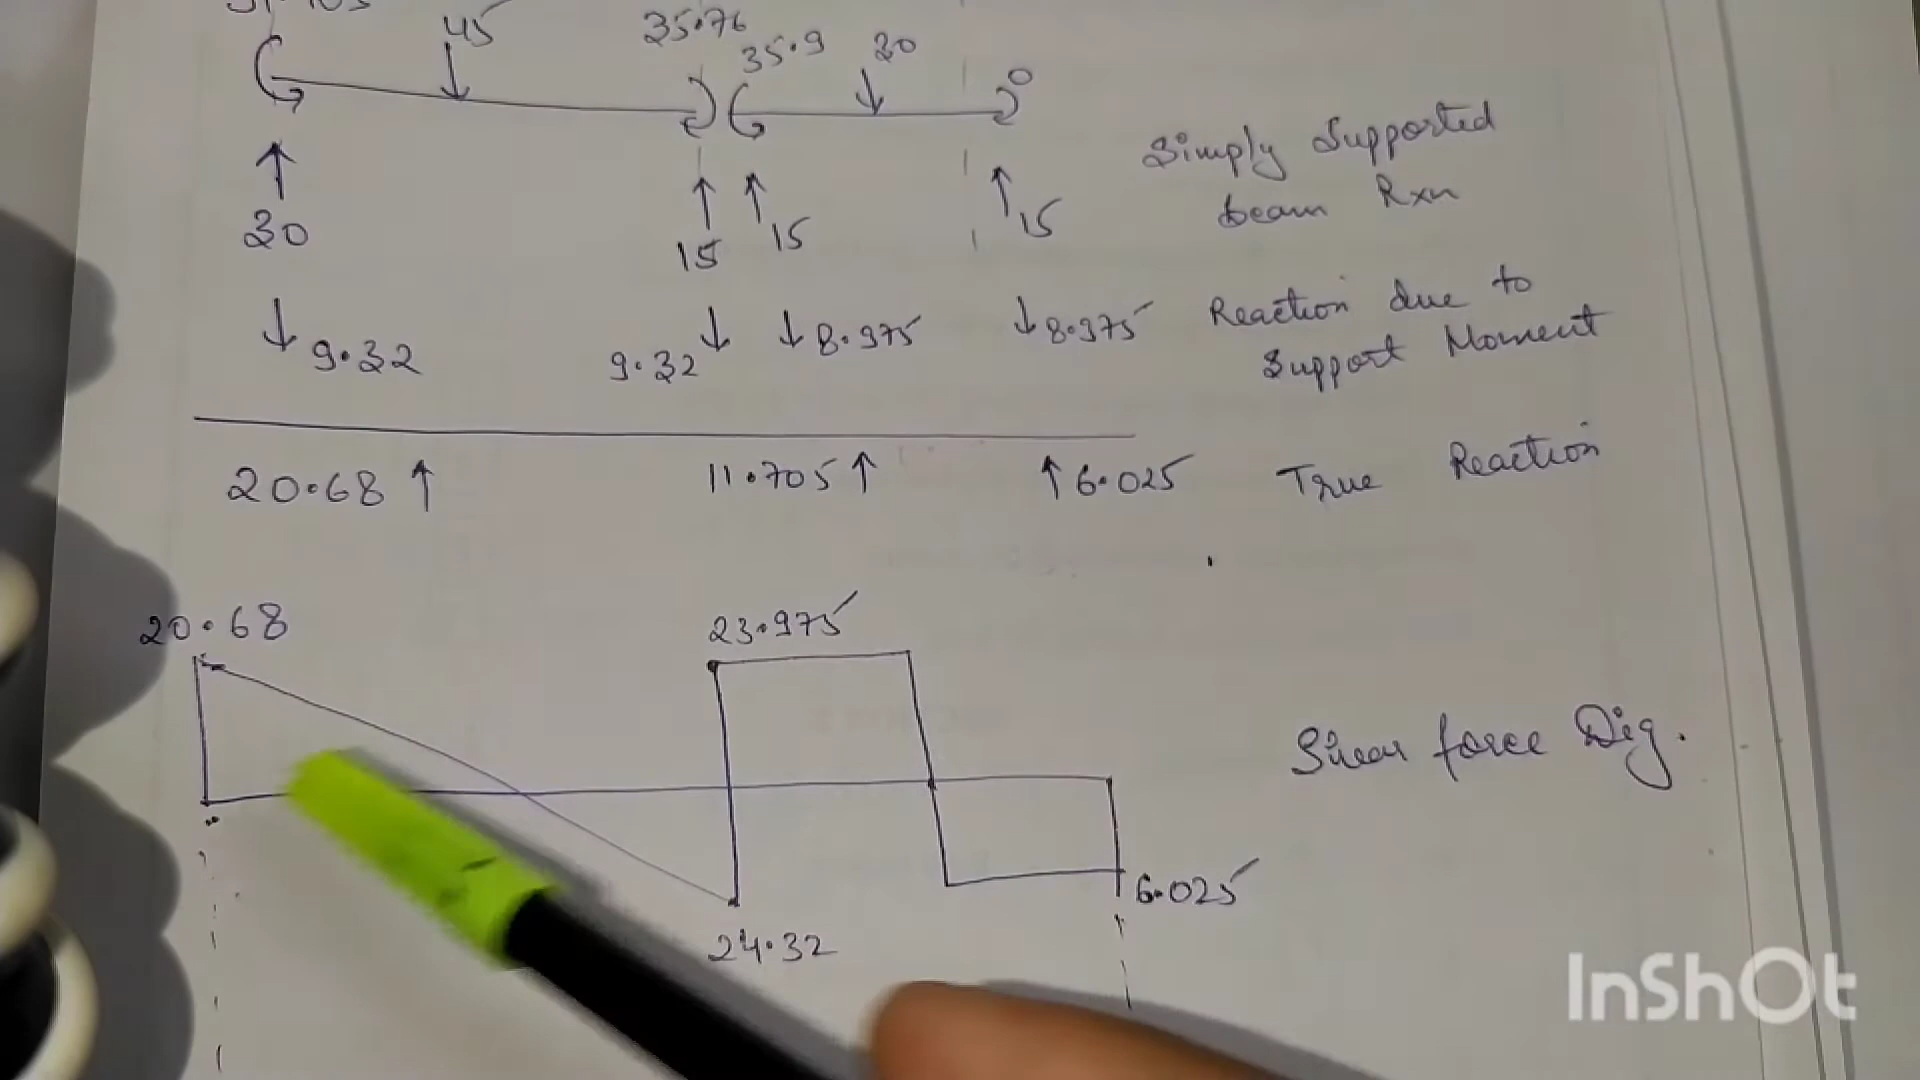 45 35.76 35.9 30 0
Simply Supported
beam Rxn
30 15 15 15
↓ 9.32 9.32 ↓ ↓ 8.975 ↓ 8.975 Reaction due to
Support Moment
20.68 ↑ 11.705 ↑ ↑ 6.025 True Reaction
20.68 23.975
Shear force Dig.
6.025
24.32
InShOt